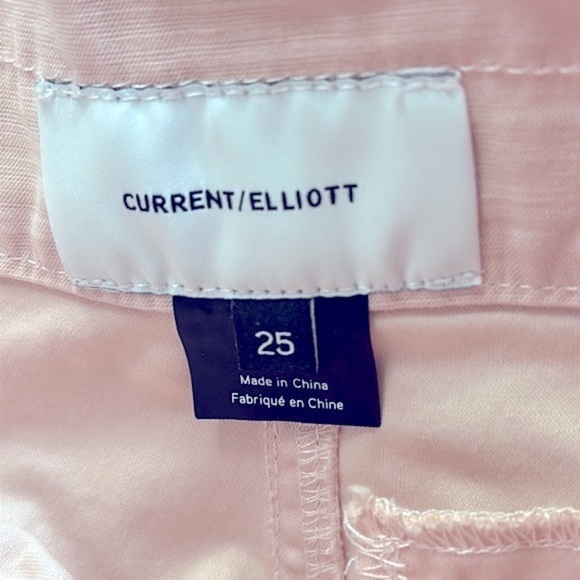 CURRENT/ELLIOTT
25
Made in China
Fabriqué en Chine